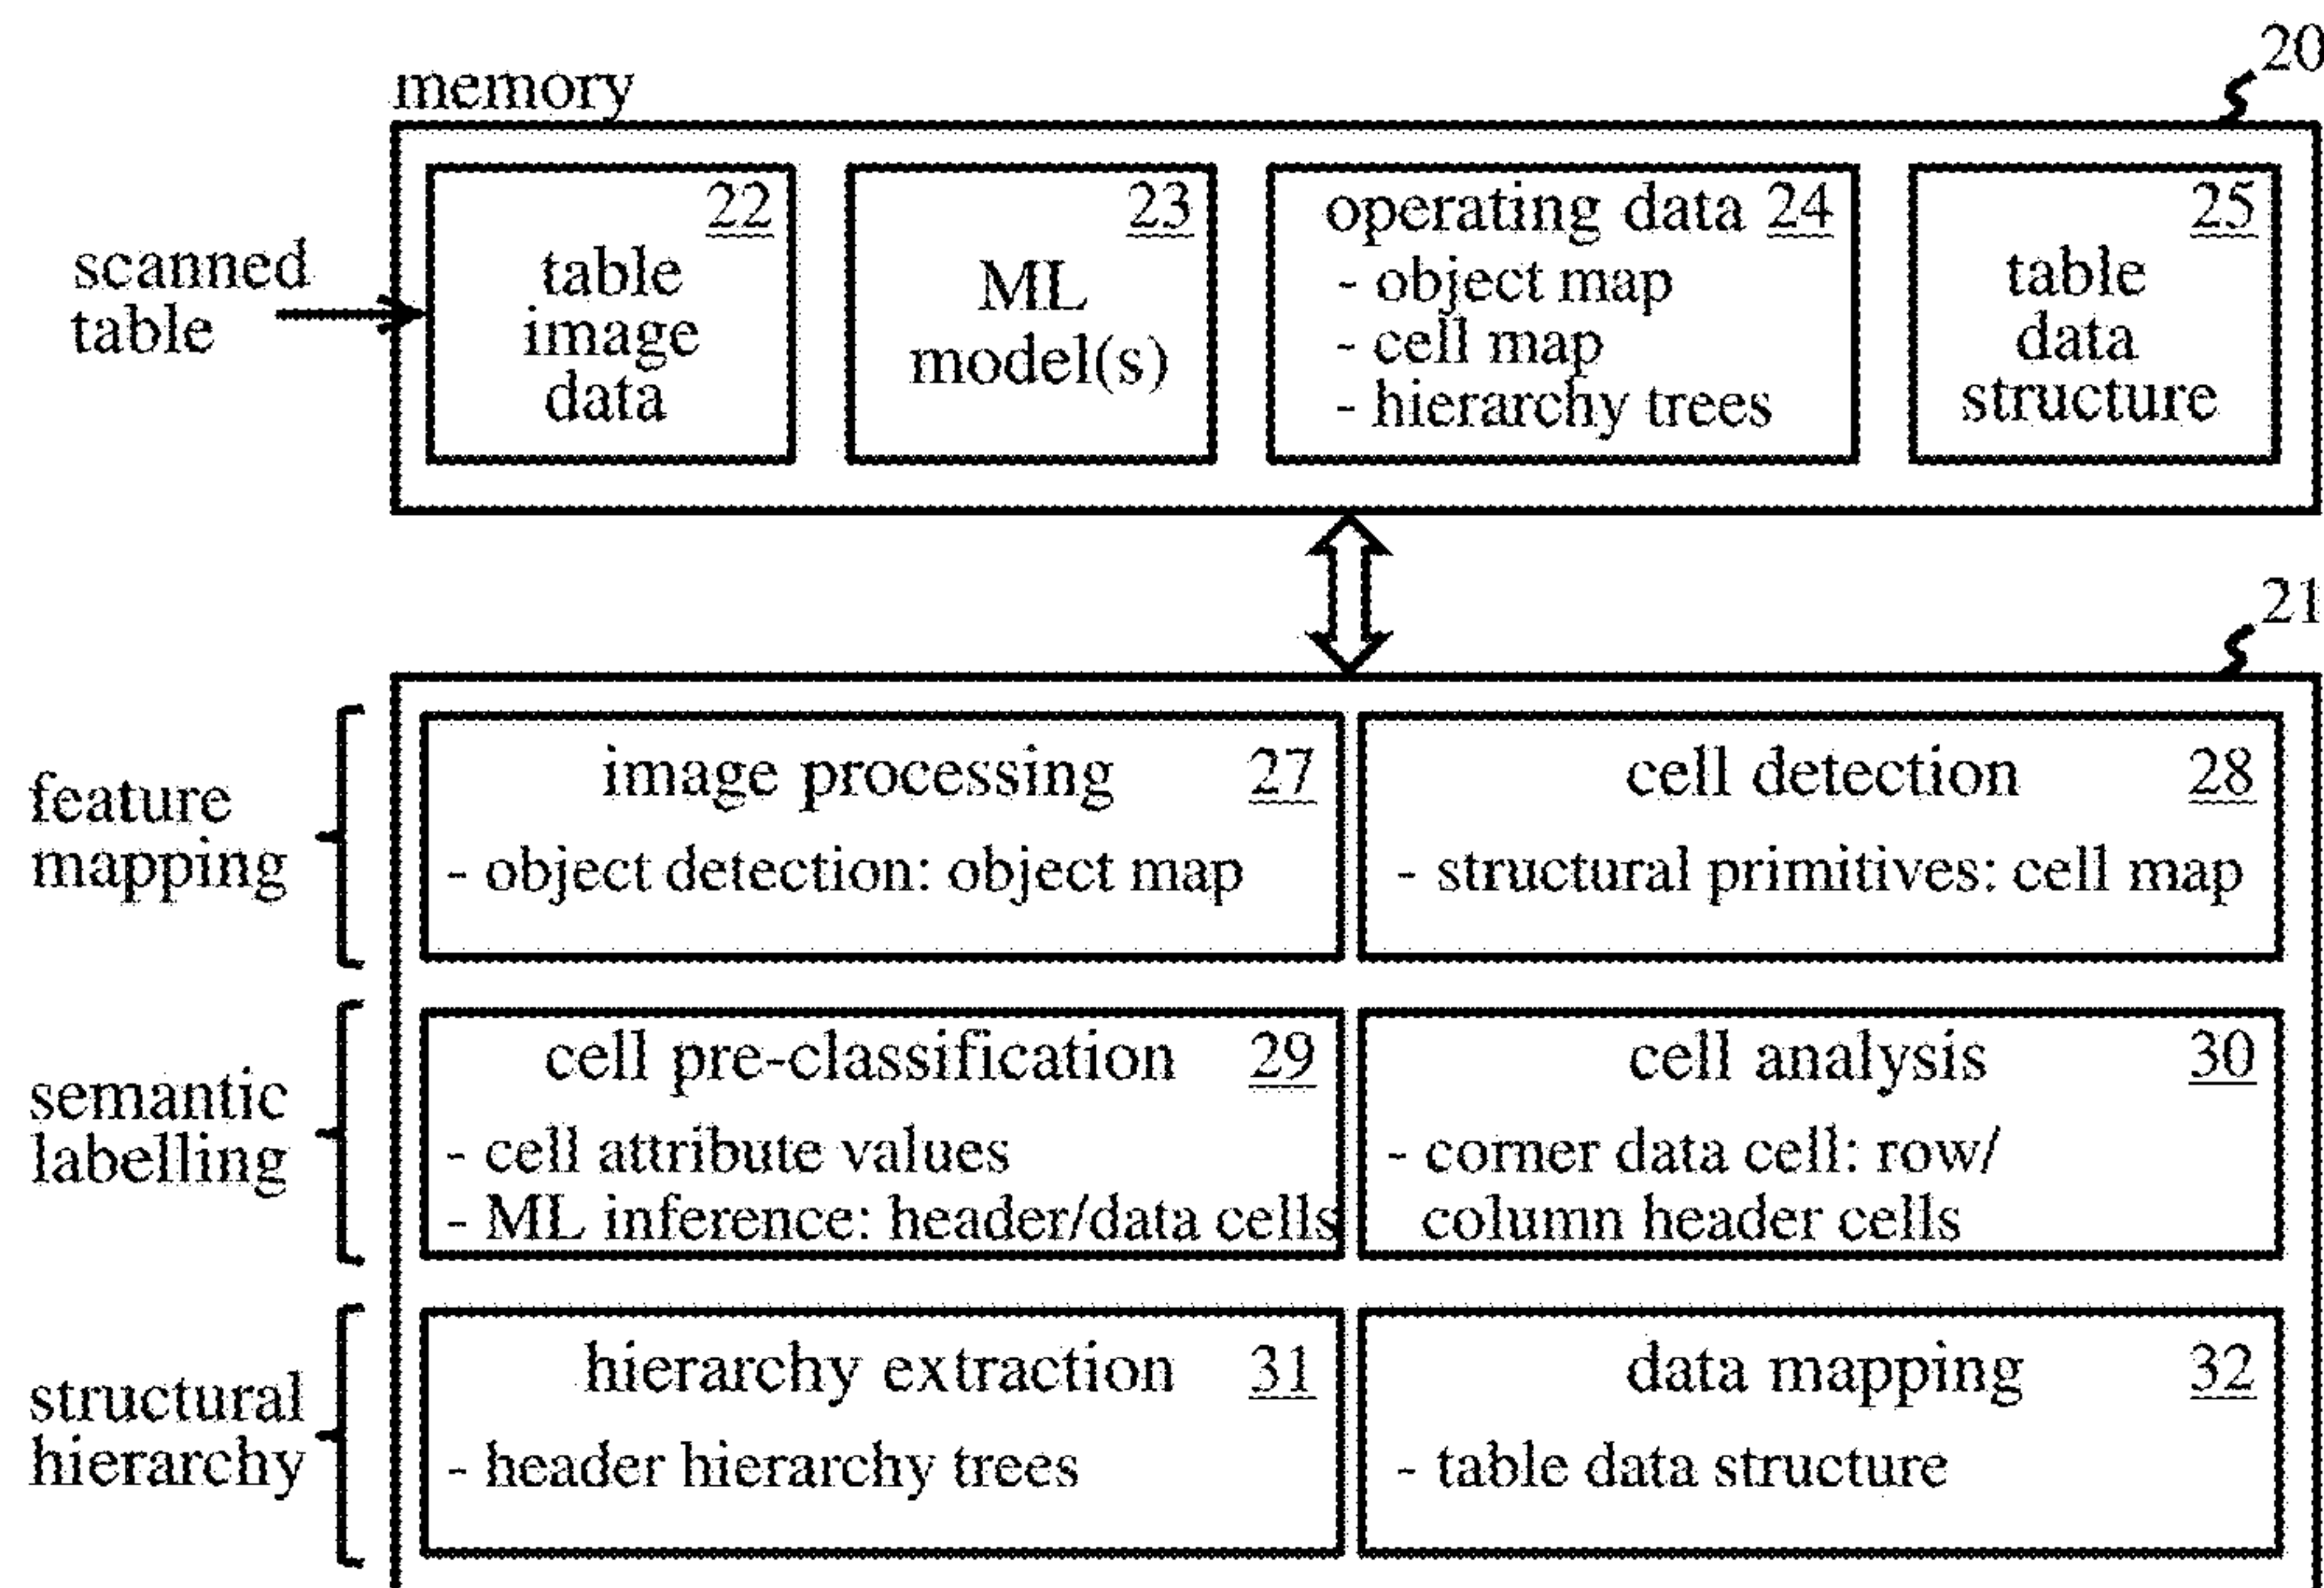 20
memory
scanned
table
22
table
image
data
23
ML
model(s)
operating data 24
- object map
- cell map
- hierarchy trees
25
table
data
structure
21
feature
mapping
image processing 27
- object detection: object map
cell detection 28
- structural primitives: cell map
semantic
labelling
cell pre-classification 29
- cell attribute values
- ML inference: header/data cells
cell analysis 30
- corner data cell: row/
column header cells
structural
hierarchy
hierarchy extraction 31
- header hierarchy trees
data mapping 32
- table data structure